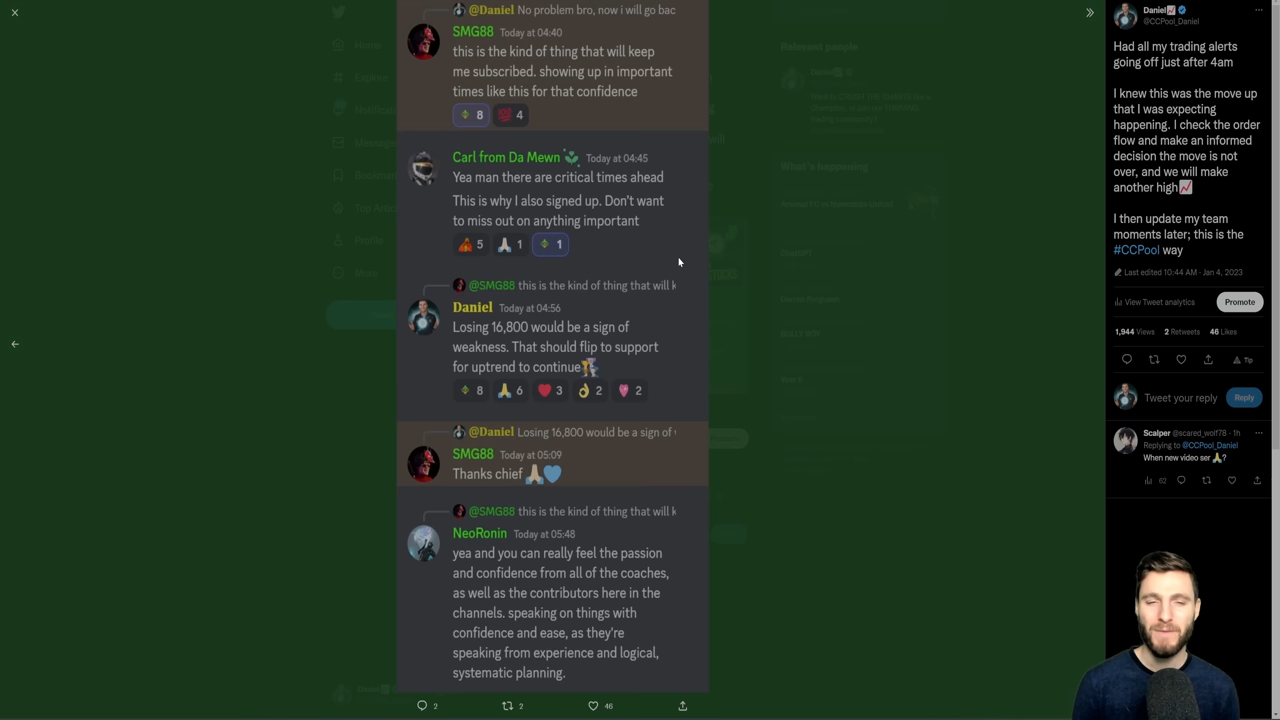 @Daniel No problem bro, now i will go bac
SMG88 Today at 04:40
this is the kind of thing that will keep
me subscribed. showing up in important
times like this for that confidence
8 4
Carl from Da Mewn Today at 04:45
Yea man there are critical times ahead
This is why I also signed up. Don't want
to miss out on anything important
5 1 1
@SMG88 this is the kind of thing that will k
Daniel Today at 04:56
Losing 16,800 would be a sign of
weakness. That should flip to support
for uptrend to continue
8 6 3 2 2
@Daniel Losing 16,800 would be a sign of
SMG88 Today at 05:09
Thanks chief
@SMG88 this is the kind of thing that will k
NeoRonin Today at 05:48
yea and you can really feel the passion
and confidence from all of the coaches,
as well as the contributors here in the
channels. speaking on things with
confidence and ease, as they're
speaking from experience and logical,
systematic planning.
2 2 46
Home
Explore
Profile
More
Relevant people
What's happening
Daniel
@CCPool_Daniel
Had all my trading alerts
going off just after 4am
I knew this was the move up
that I was expecting
happening. I check the order
flow and make an informed
decision the move is not
over, and we will make
another high
I then update my team
moments later; this is the
#CCPool way
Last edited 10:44 AM · Jan 4, 2023
View Tweet analytics
Promote
1,944 Views 2 Retweets 46 Likes
Tip
Tweet your reply
Reply
Scalper @scared_wolf78 · 1h
Replying to @CCPool_Daniel
When new video ser ?
62